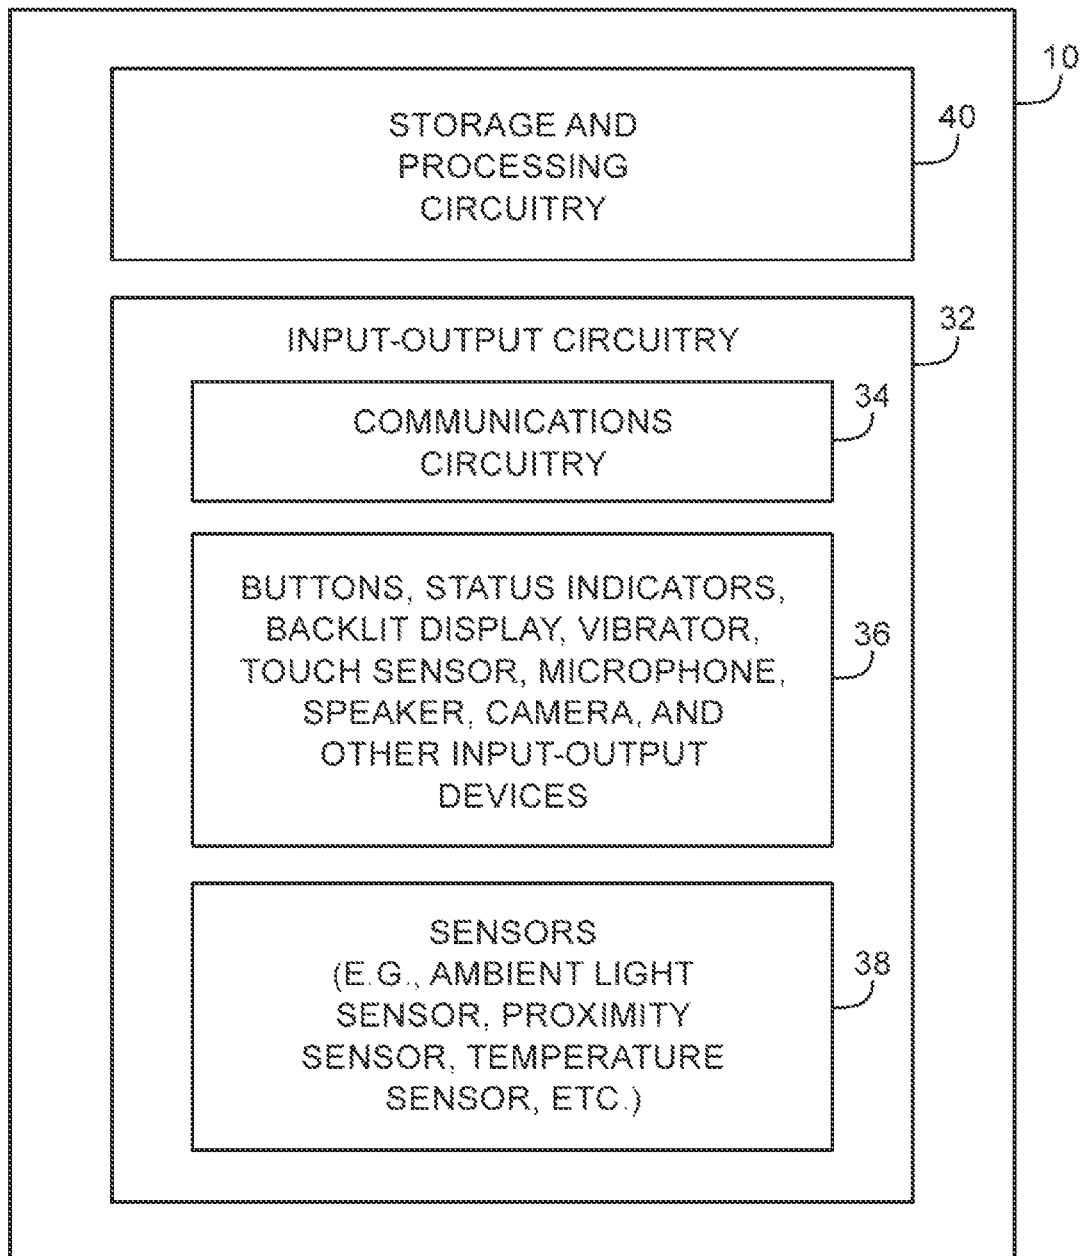 10
STORAGE AND
PROCESSING
CIRCUITRY
40
INPUT-OUTPUT CIRCUITRY
32
COMMUNICATIONS
CIRCUITRY
34
BUTTONS, STATUS INDICATORS,
BACKLIT DISPLAY, VIBRATOR,
TOUCH SENSOR, MICROPHONE,
SPEAKER, CAMERA, AND
OTHER INPUT-OUTPUT
DEVICES
36
SENSORS
(E.G., AMBIENT LIGHT
SENSOR, PROXIMITY
SENSOR, TEMPERATURE
SENSOR, ETC.)
38